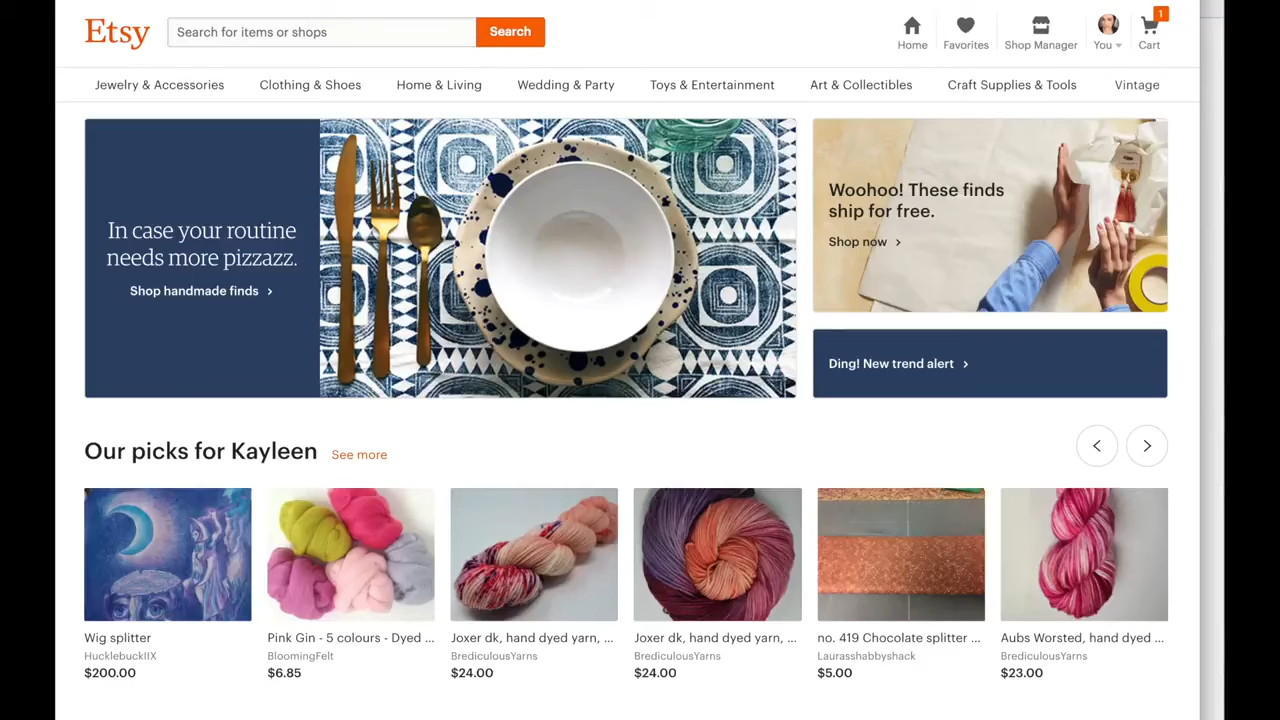 Etsy
Search for items or shops
Search
Home
Favorites
Shop Manager
You
1
Cart
Jewelry & Accessories
Clothing & Shoes
Home & Living
Wedding & Party
Toys & Entertainment
Art & Collectibles
Craft Supplies & Tools
Vintage
In case your routine
needs more pizzazz.
Shop handmade finds
Woohoo! These finds
ship for free.
Shop now
Ding! New trend alert
Our picks for Kayleen
See more
Wig splitter
HucklebuckIIX
$200.00
Pink Gin - 5 colours - Dyed ...
BloomingFelt
$6.85
Joxer dk, hand dyed yarn, ...
BrediculousYarns
$24.00
Joxer dk, hand dyed yarn, ...
BrediculousYarns
$24.00
no. 419 Chocolate splitter ...
Laurasshabbyshack
$5.00
Aubs Worsted, hand dyed ...
BrediculousYarns
$23.00